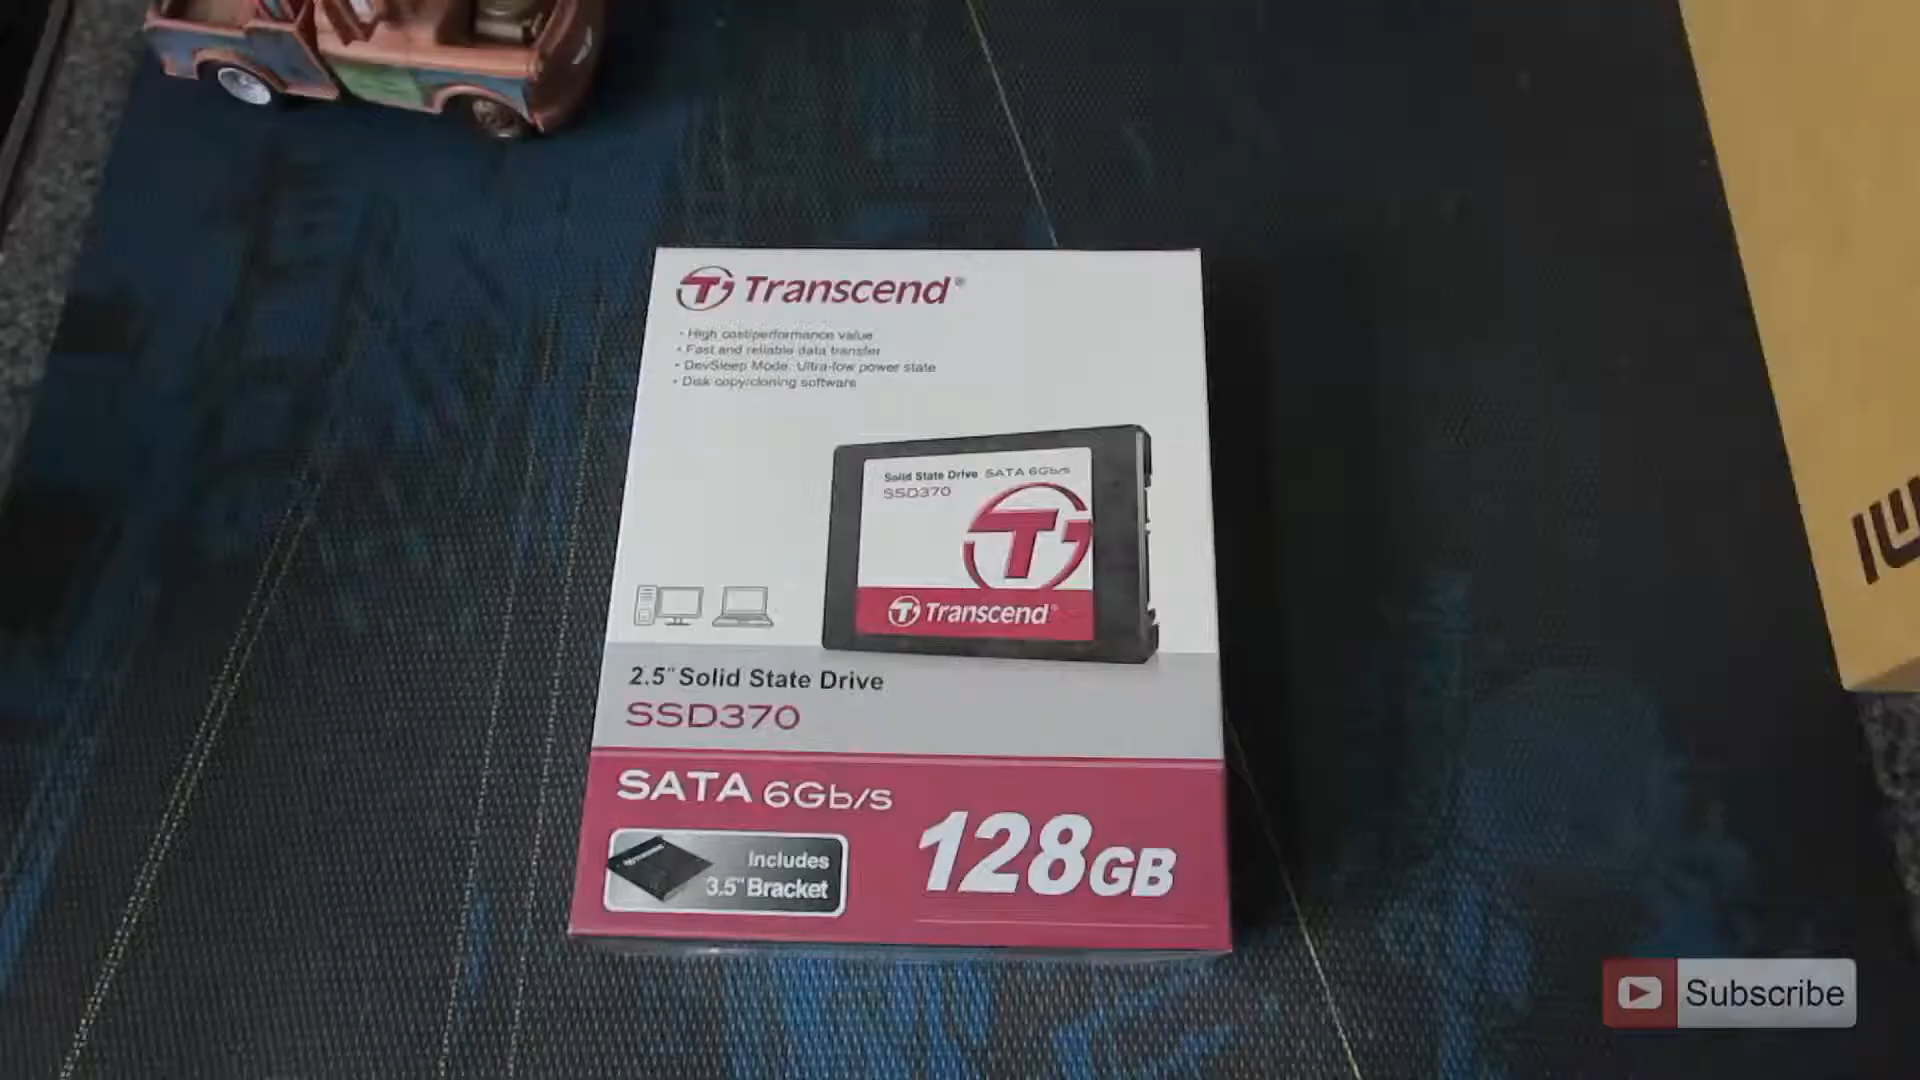 Transcend®
• High cost/performance value
• Fast and reliable data transfer
• DevSleep Mode: Ultra-low power state
• Disk copy/cloning software
Solid State Drive SATA 6Gb/s
SSD370
Transcend®
2.5" Solid State Drive
SSD370
SATA 6Gb/s
Includes
3.5" Bracket
128GB
Subscribe